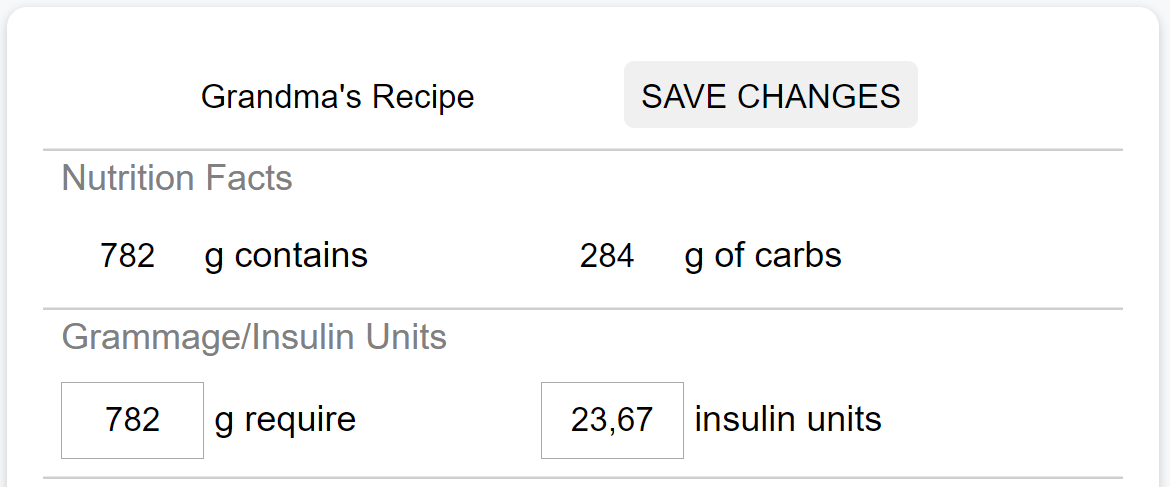 Grandma's Recipe SAVE CHANGES
Nutrition Facts
782 g contains 284 g of carbs
Grammage/Insulin Units
782 g require 23,67 insulin units